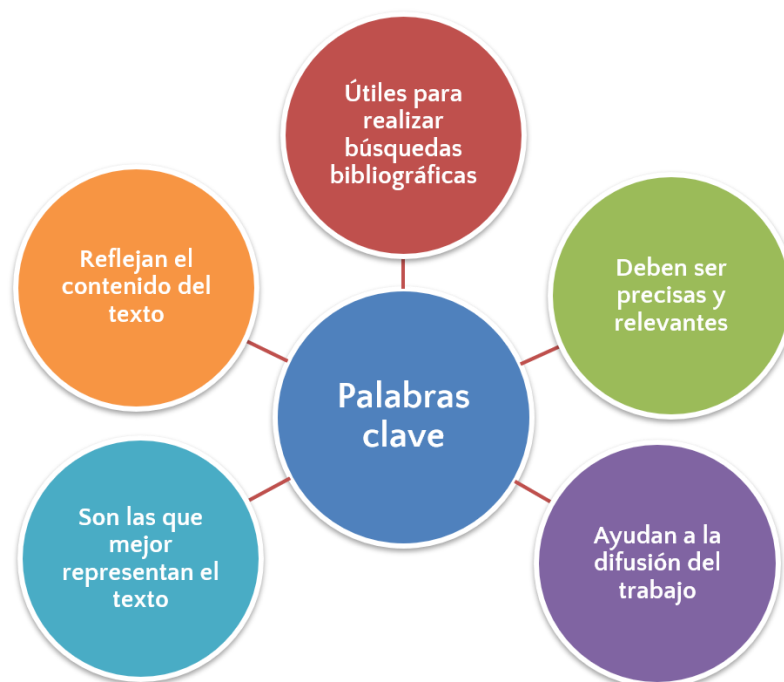 Útiles para
realizar
búsquedas
bibliográficas
Reflejan el
contenido del
texto
Deben ser
precisas y
relevantes
Palabras
clave
Son las que
mejor
representan el
texto
Ayudan a la
difusión del
trabajo